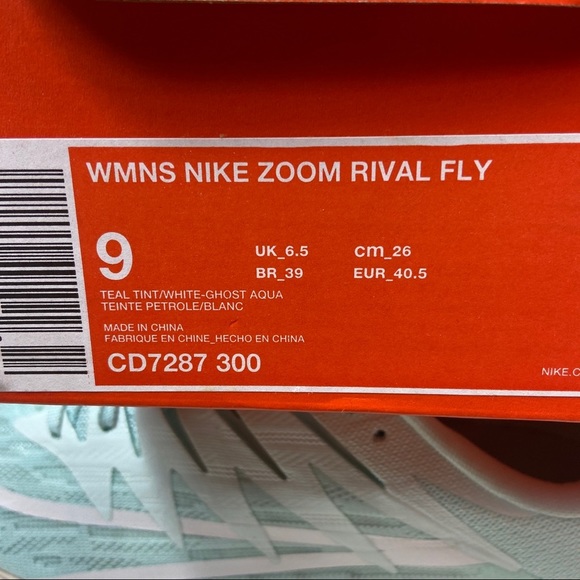 WMNS NIKE ZOOM RIVAL FLY
9
UK_6.5 cm_26
BR_39 EUR_40.5
TEAL TINT/WHITE-GHOST AQUA
TEINTE PETROLE/BLANC
MADE IN CHINA
FABRIQUE EN CHINE_HECHO EN CHINA
CD7287 300
NIKE.C